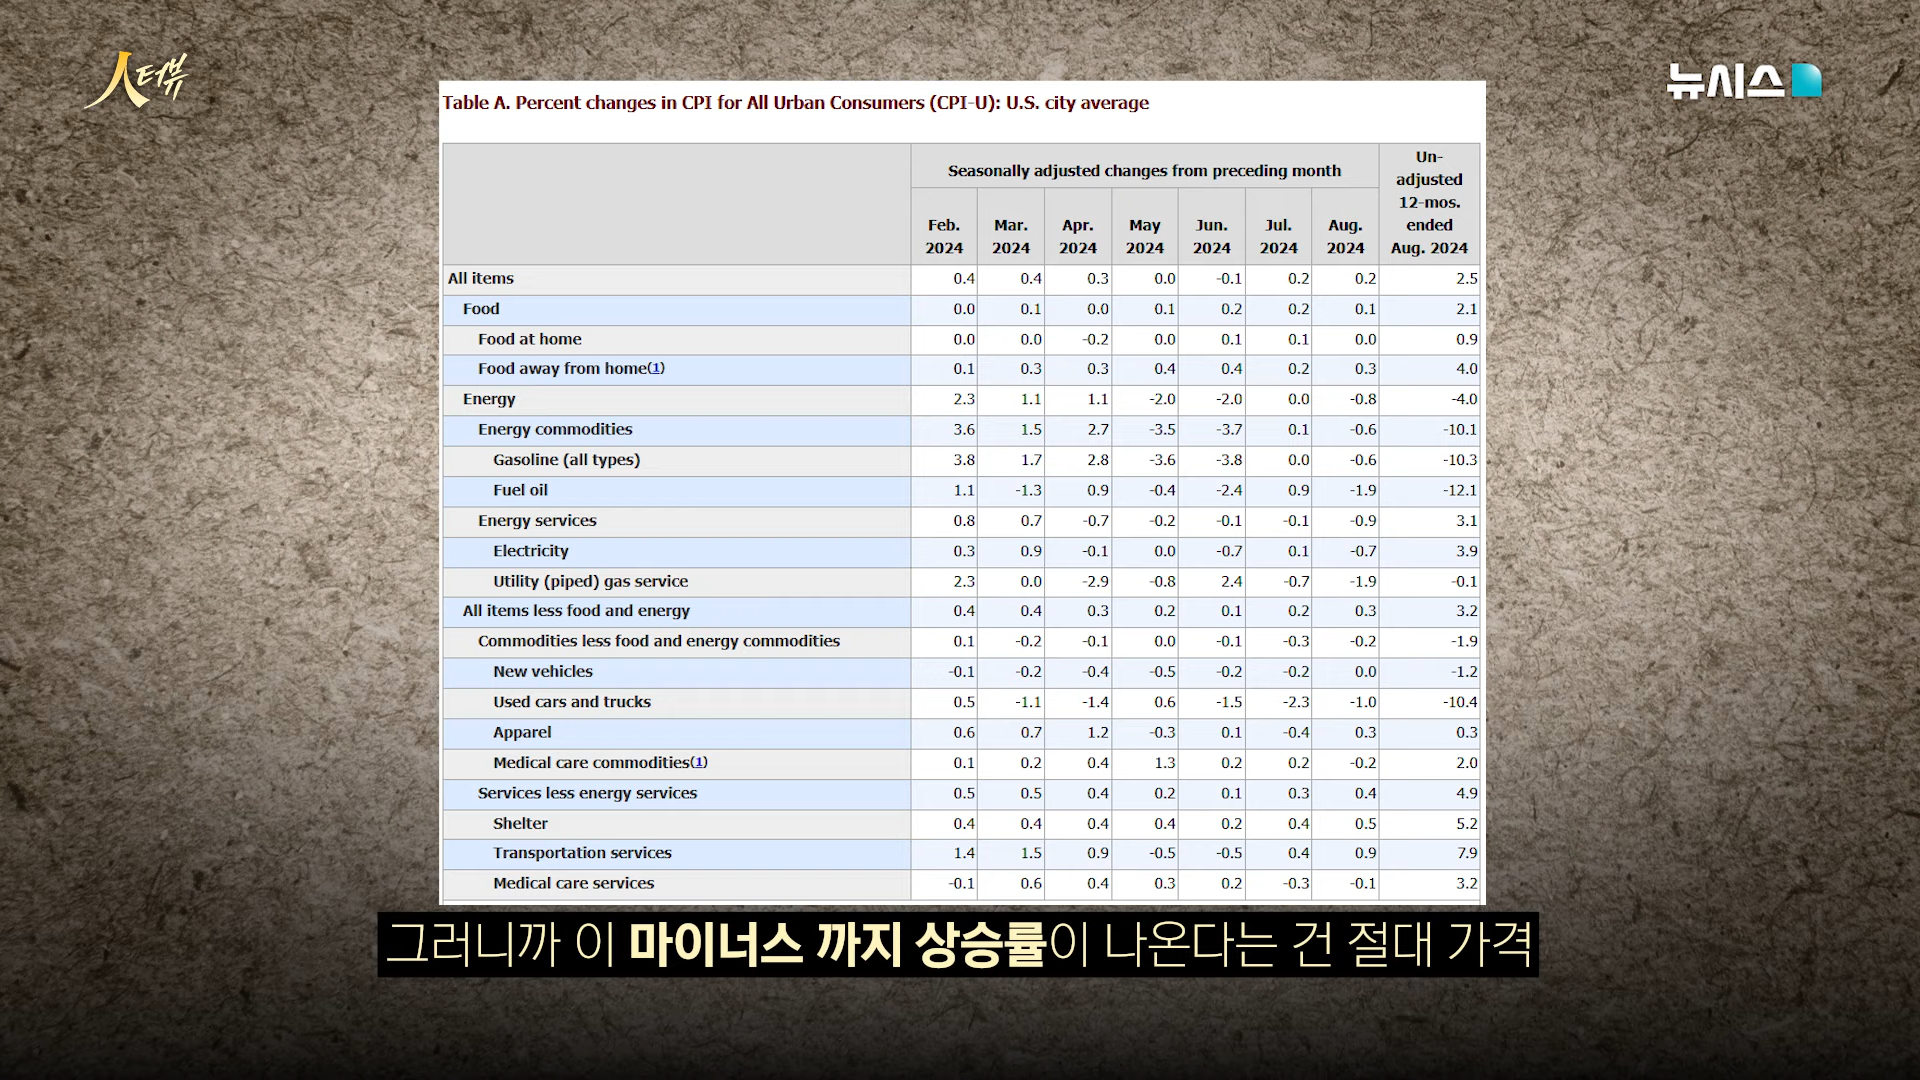 人터뷰
뉴시스
Table A. Percent changes in CPI for All Urban Consumers (CPI-U): U.S. city average
Seasonally adjusted changes from preceding month
Un-
adjusted
12-mos.
ended
Aug. 2024
Feb. 2024 Mar. 2024 Apr. 2024 May 2024 Jun. 2024 Jul. 2024 Aug. 2024
All items 0.4 0.4 0.3 0.0 -0.1 0.2 0.2 2.5
Food 0.0 0.1 0.0 0.1 0.2 0.2 0.1 2.1
Food at home 0.0 0.0 -0.2 0.0 0.1 0.1 0.0 0.9
Food away from home(1) 0.1 0.3 0.3 0.4 0.4 0.2 0.3 4.0
Energy 2.3 1.1 1.1 -2.0 -2.0 0.0 -0.8 -4.0
Energy commodities 3.6 1.5 2.7 -3.5 -3.7 0.1 -0.6 -10.1
Gasoline (all types) 3.8 1.7 2.8 -3.6 -3.8 0.0 -0.6 -10.3
Fuel oil 1.1 -1.3 0.9 -0.4 -2.4 0.9 -1.9 -12.1
Energy services 0.8 0.7 -0.7 -0.2 -0.1 -0.1 -0.9 3.1
Electricity 0.3 0.9 -0.1 0.0 -0.7 0.1 -0.7 3.9
Utility (piped) gas service 2.3 0.0 -2.9 -0.8 2.4 -0.7 -1.9 -0.1
All items less food and energy 0.4 0.4 0.3 0.2 0.1 0.2 0.3 3.2
Commodities less food and energy commodities 0.1 -0.2 -0.1 0.0 -0.1 -0.3 -0.2 -1.9
New vehicles -0.1 -0.2 -0.4 -0.5 -0.2 -0.2 0.0 -1.2
Used cars and trucks 0.5 -1.1 -1.4 0.6 -1.5 -2.3 -1.0 -10.4
Apparel 0.6 0.7 1.2 -0.3 0.1 -0.4 0.3 0.3
Medical care commodities(1) 0.1 0.2 0.4 1.3 0.2 0.2 -0.2 2.0
Services less energy services 0.5 0.5 0.4 0.2 0.1 0.3 0.4 4.9
Shelter 0.4 0.4 0.4 0.4 0.2 0.4 0.5 5.2
Transportation services 1.4 1.5 0.9 -0.5 -0.5 0.4 0.9 7.9
Medical care services -0.1 0.6 0.4 0.3 0.2 -0.3 -0.1 3.2
그러니까 이 마이너스 까지 상승률이 나온다는 건 절대 가격